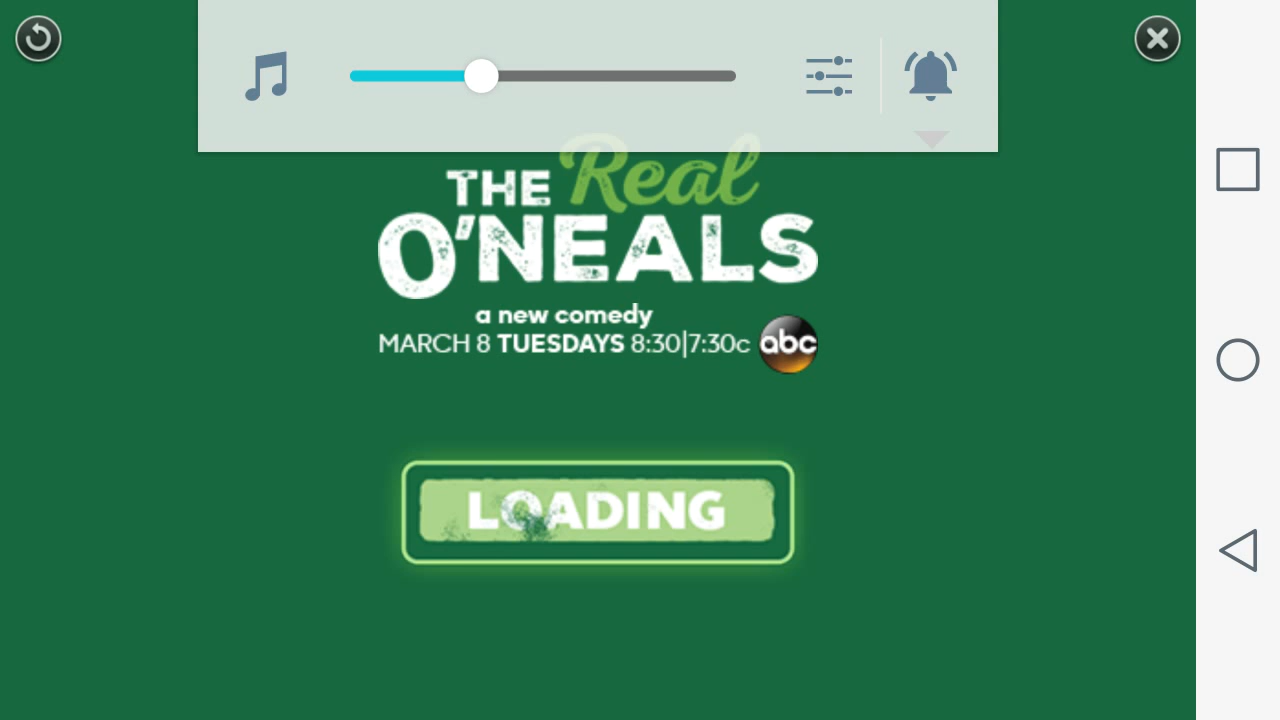 THE Real
O'NEALS
a new comedy
MARCH 8 TUESDAYS 8:30|7:30c abc
LOADING